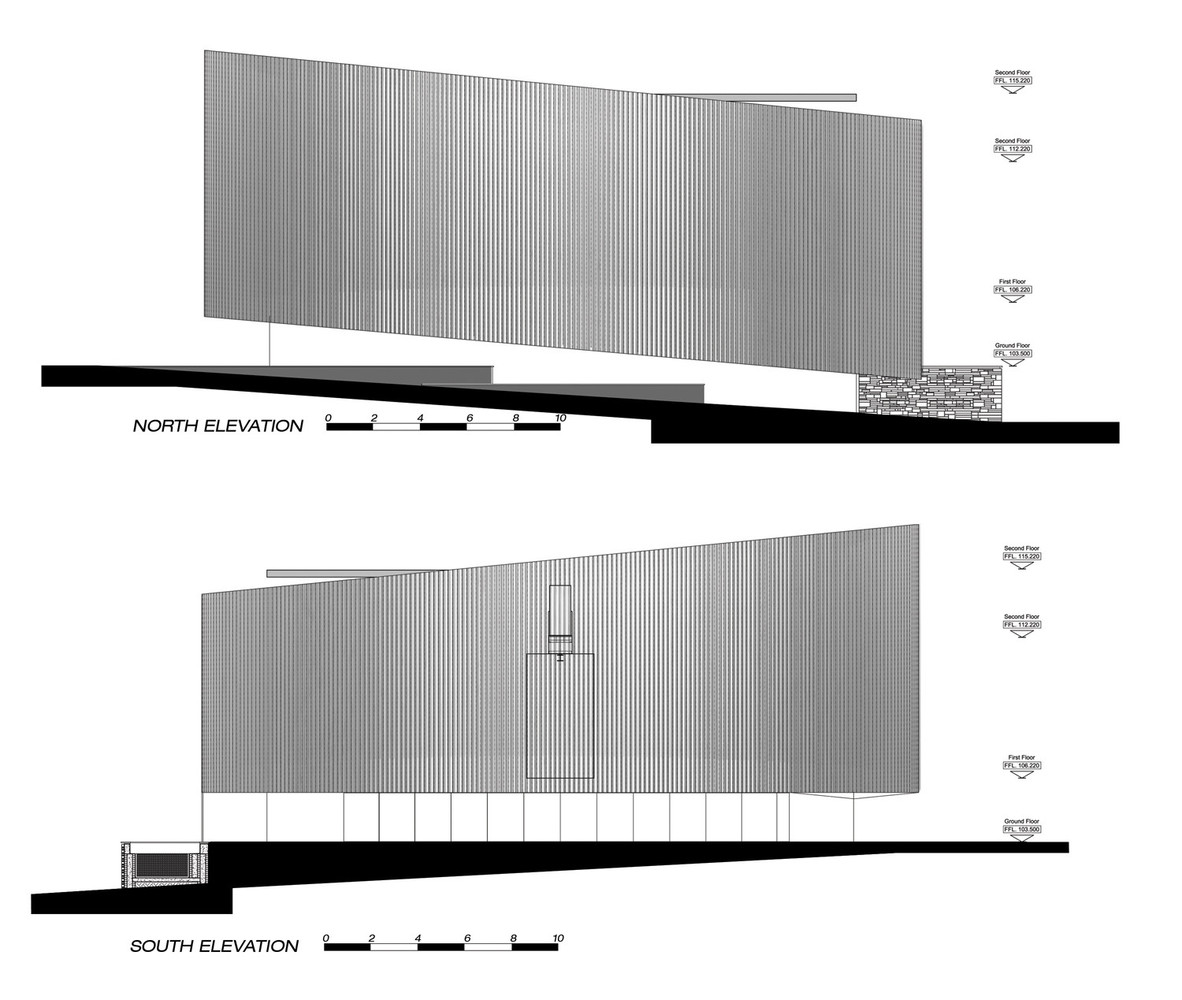 Second Floor
FFL. 115.220
Second Floor
FFL. 112.220
First Floor
FFL. 106.220
Ground Floor
FFL. 103.500
NORTH ELEVATION
0 2 4 6 8 10
Second Floor
FFL. 115.220
Second Floor
FFL. 112.220
First Floor
FFL. 106.220
Ground Floor
FFL. 103.500
SOUTH ELEVATION
0 2 4 6 8 10